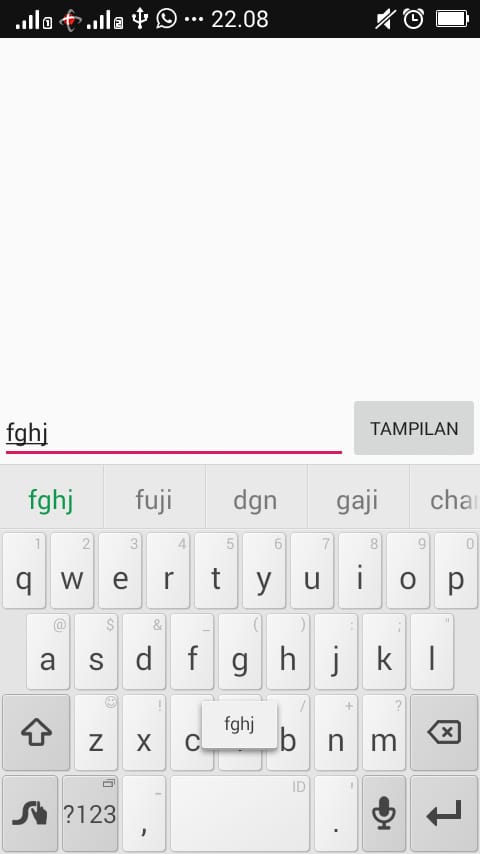 1 2 22.08
fghj TAMPILAN
fghj fuji dgn gaji
1 2 3 4 5 6 7 8 9 0
q w e r t y u i o p
@ $ & _ ( ) : ; "
a s d f g h j k l
! / + ?
z x c b n m
fghj
_ ID '
?123 , .